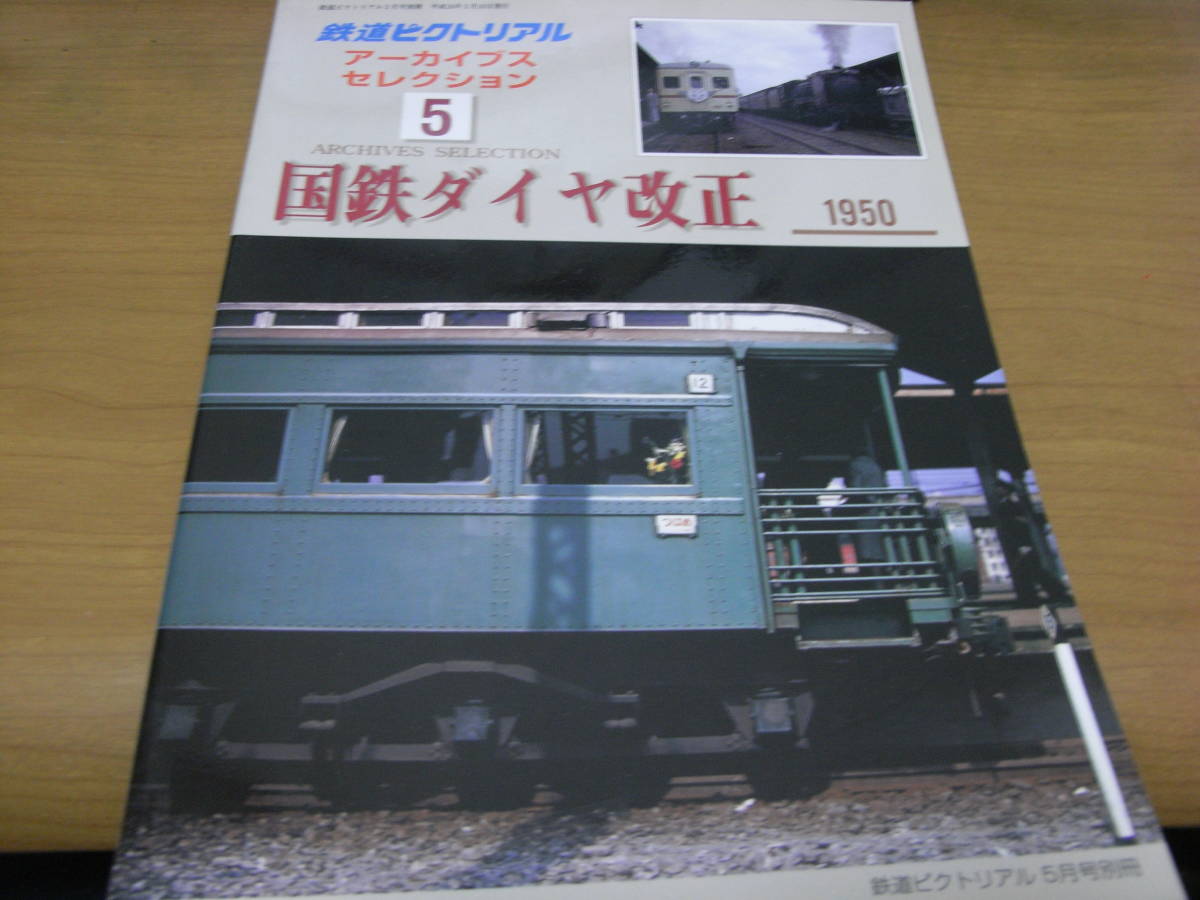 鉄道ピクトリアル
アーカイブス
セレクション
5
ARCHIVES SELECTION
国鉄ダイヤ改正
1950
12
つばめ
鉄道ピクトリアル 5月号別冊